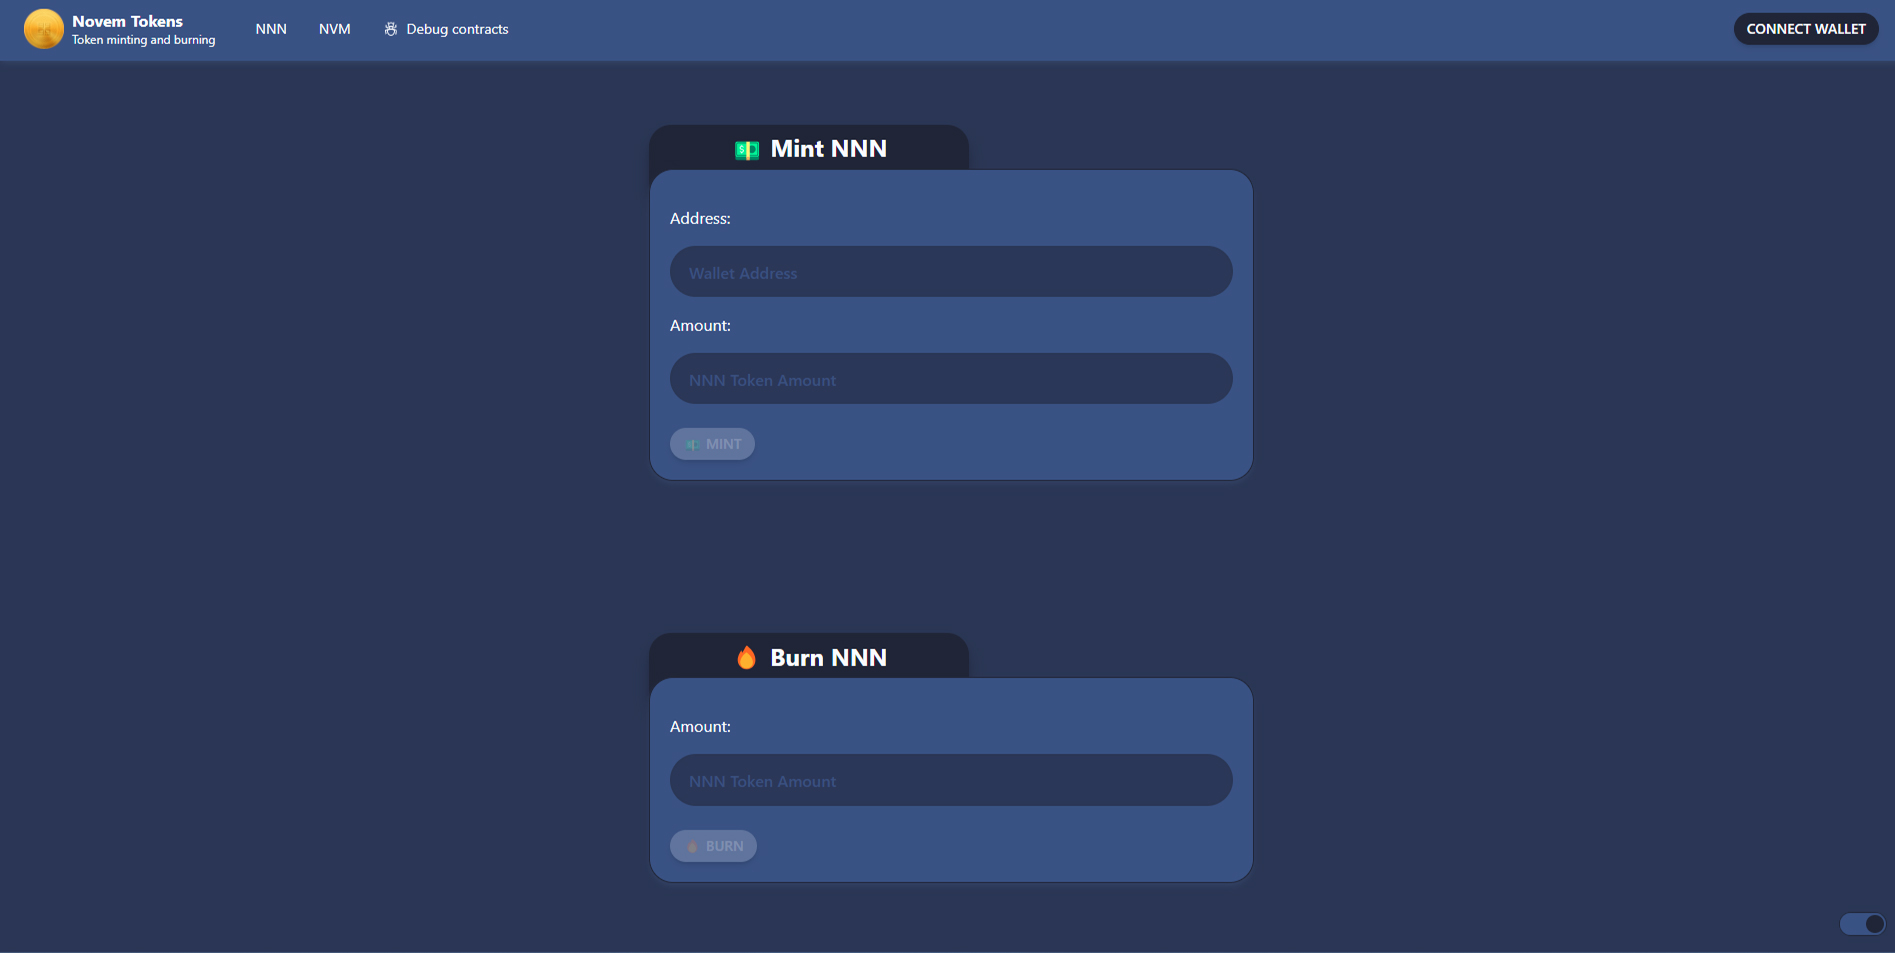 Novem Tokens
Token minting and burning
NNN
NVM
Debug contracts
CONNECT WALLET
Mint NNN
Address:
Wallet Address
Amount:
NNN Token Amount
MINT
Burn NNN
Amount:
NNN Token Amount
BURN